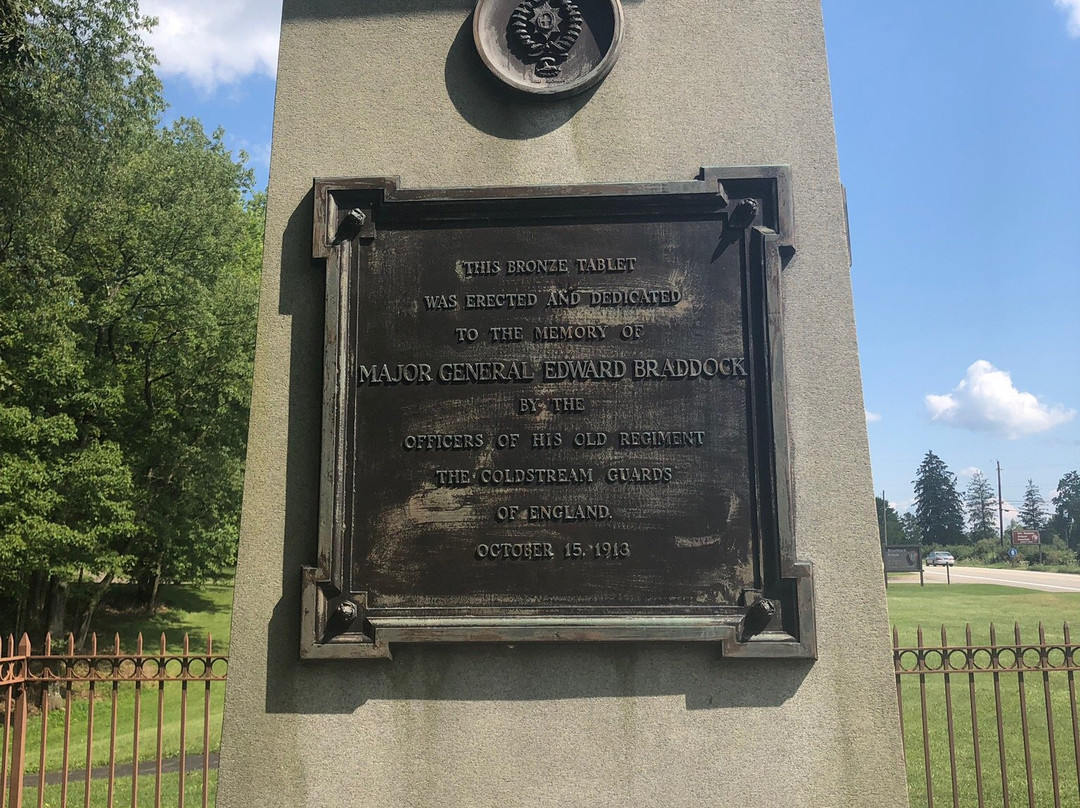 THIS BRONZE TABLET
WAS ERECTED AND DEDICATED
TO THE MEMORY OF
MAJOR GENERAL EDWARD BRADDOCK
BY THE
OFFICERS OF HIS OLD REGIMENT
THE COLDSTREAM GUARDS
OF ENGLAND.
OCTOBER 15, 1913